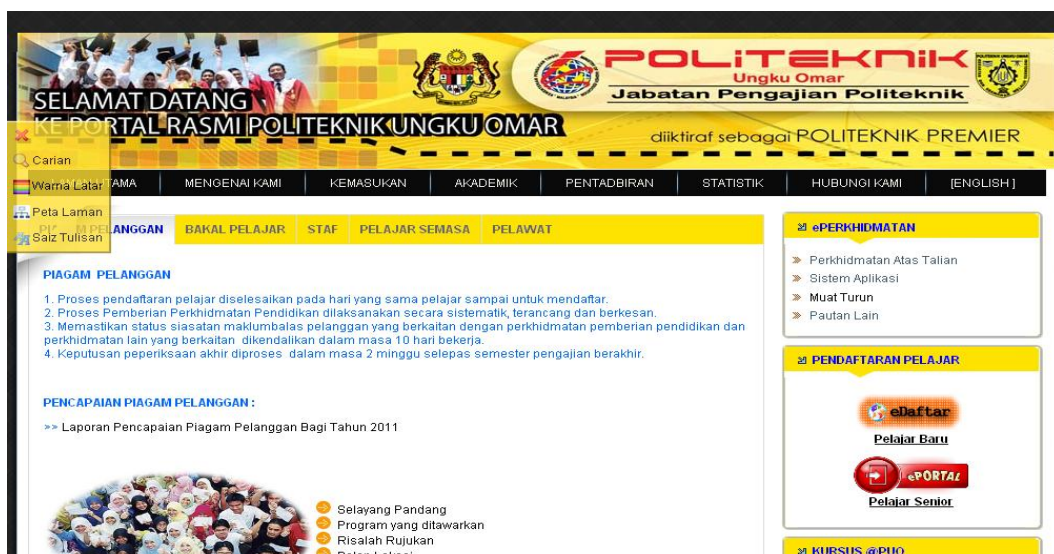 POLiTEKNiK
Ungku Omar
Jabatan Pengajian Politeknik
SELAMAT DATANG
KE PORTAL RASMI POLITEKNIK UNGKU OMAR
diiktiraf sebagai POLITEKNIK PREMIER
Carian
Warna Latar
Peta Laman
Saiz Tulisan
MENGENAI KAMI
KEMASUKAN
AKADEMIK
PENTADBIRAN
STATISTIK
HUBUNGI KAMI
[ENGLISH ]
PELANGGAN
BAKAL PELAJAR
STAF
PELAJAR SEMASA
PELAWAT
PIAGAM PELANGGAN
1. Proses pendaftaran pelajar diselesaikan pada hari yang sama pelajar sampai untuk mendaftar.
2. Proses Pemberian Perkhidmatan Pendidikan dilaksanakan secara sistematik, terancang dan berkesan.
3. Memastikan status siasatan maklumbalas pelanggan yang berkaitan dengan perkhidmatan pemberian pendidikan dan
perkhidmatan lain yang berkaitan dikendalikan dalam masa 10 hari bekerja.
4. Keputusan peperiksaan akhir diproses dalam masa 2 minggu selepas semester pengajian berakhir.
PENCAPAIAN PIAGAM PELANGGAN :
>> Laporan Pencapaian Piagam Pelanggan Bagi Tahun 2011
Selayang Pandang
Program yang ditawarkan
Risalah Rujukan
ePERKHIDMATAN
Perkhidmatan Atas Talian
Sistem Aplikasi
Muat Turun
Pautan Lain
PENDAFTARAN PELAJAR
eDaftar
Pelajar Baru
ePORTAL
Pelajar Senior
KURSUS @PUO